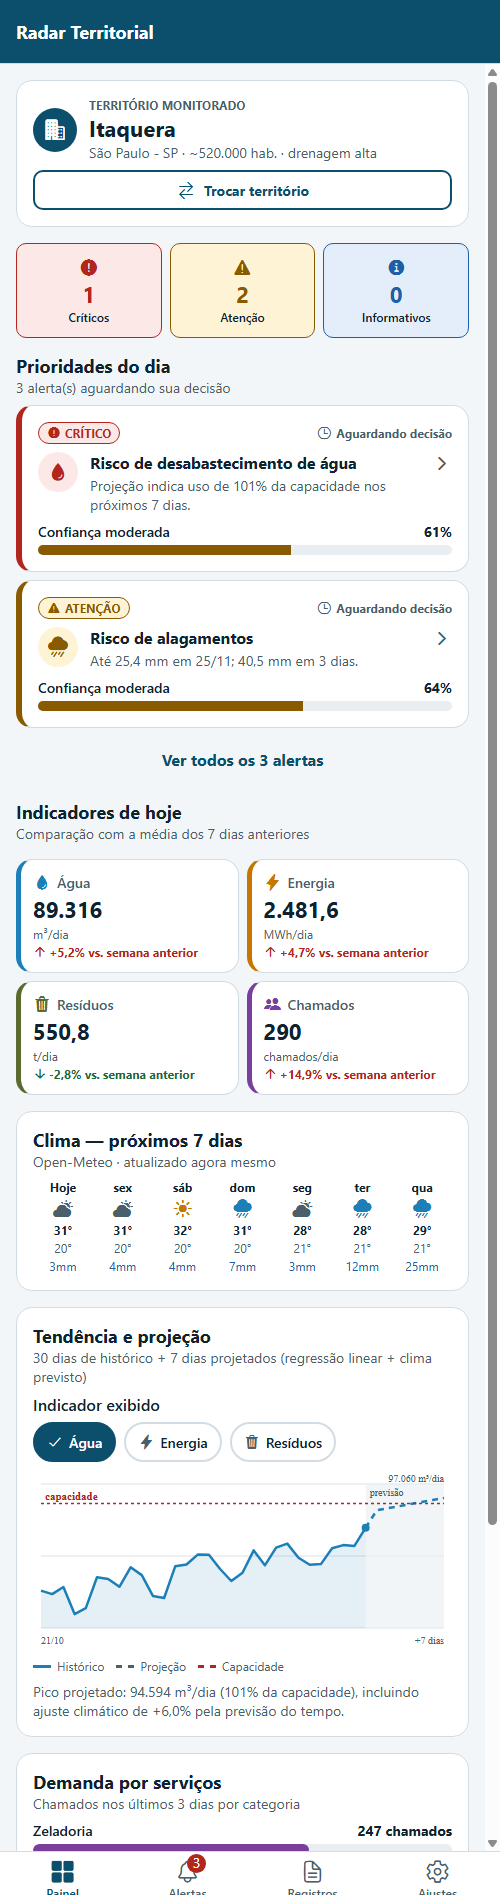 Radar Territorial
TERRITÓRIO MONITORADO
Itaquera
São Paulo - SP · ~520.000 hab. · drenagem alta
Trocar território
1
Críticos
2
Atenção
0
Informativos
Prioridades do dia
3 alerta(s) aguardando sua decisão
CRÍTICO
Aguardando decisão
Risco de desabastecimento de água
Projeção indica uso de 101% da capacidade nos
próximos 7 dias.
Confiança moderada 61%
ATENÇÃO
Aguardando decisão
Risco de alagamentos
Até 25,4 mm em 25/11; 40,5 mm em 3 dias.
Confiança moderada 64%
Ver todos os 3 alertas
Indicadores de hoje
Comparação com a média dos 7 dias anteriores
Água
89.316
m³/dia
↑ +5,2% vs. semana anterior
Energia
2.481,6
MWh/dia
↑ +4,7% vs. semana anterior
Resíduos
550,8
t/dia
↓ -2,8% vs. semana anterior
Chamados
290
chamados/dia
↑ +14,9% vs. semana anterior
Clima — próximos 7 dias
Open-Meteo · atualizado agora mesmo
Hoje sex sáb dom seg ter qua
31° 31° 32° 31° 28° 28° 29°
20° 20° 20° 20° 21° 21° 21°
3mm 4mm 4mm 7mm 3mm 12mm 25mm
Tendência e projeção
30 dias de histórico + 7 dias projetados (regressão linear + clima
previsto)
Indicador exibido
Água Energia Resíduos
97.060 m³/dia
capacidade
previsão
21/10 +7 dias
Histórico Projeção Capacidade
Pico projetado: 94.594 m³/dia (101% da capacidade), incluindo
ajuste climático de +6,0% pela previsão do tempo.
Demanda por serviços
Chamados nos últimos 3 dias por categoria
Zeladoria 247 chamados
3
Painel Alertas Registros Ajustes